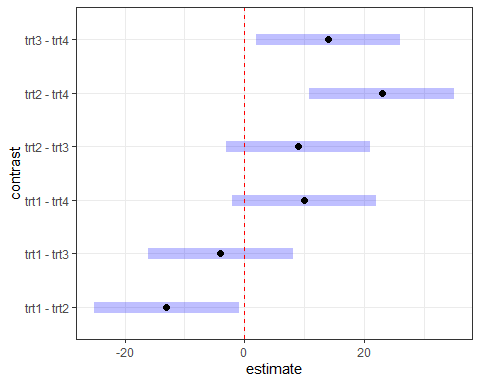 contrast
trt3 - trt4
trt2 - trt4
trt2 - trt3
trt1 - trt4
trt1 - trt3
trt1 - trt2
-20
0
20
estimate